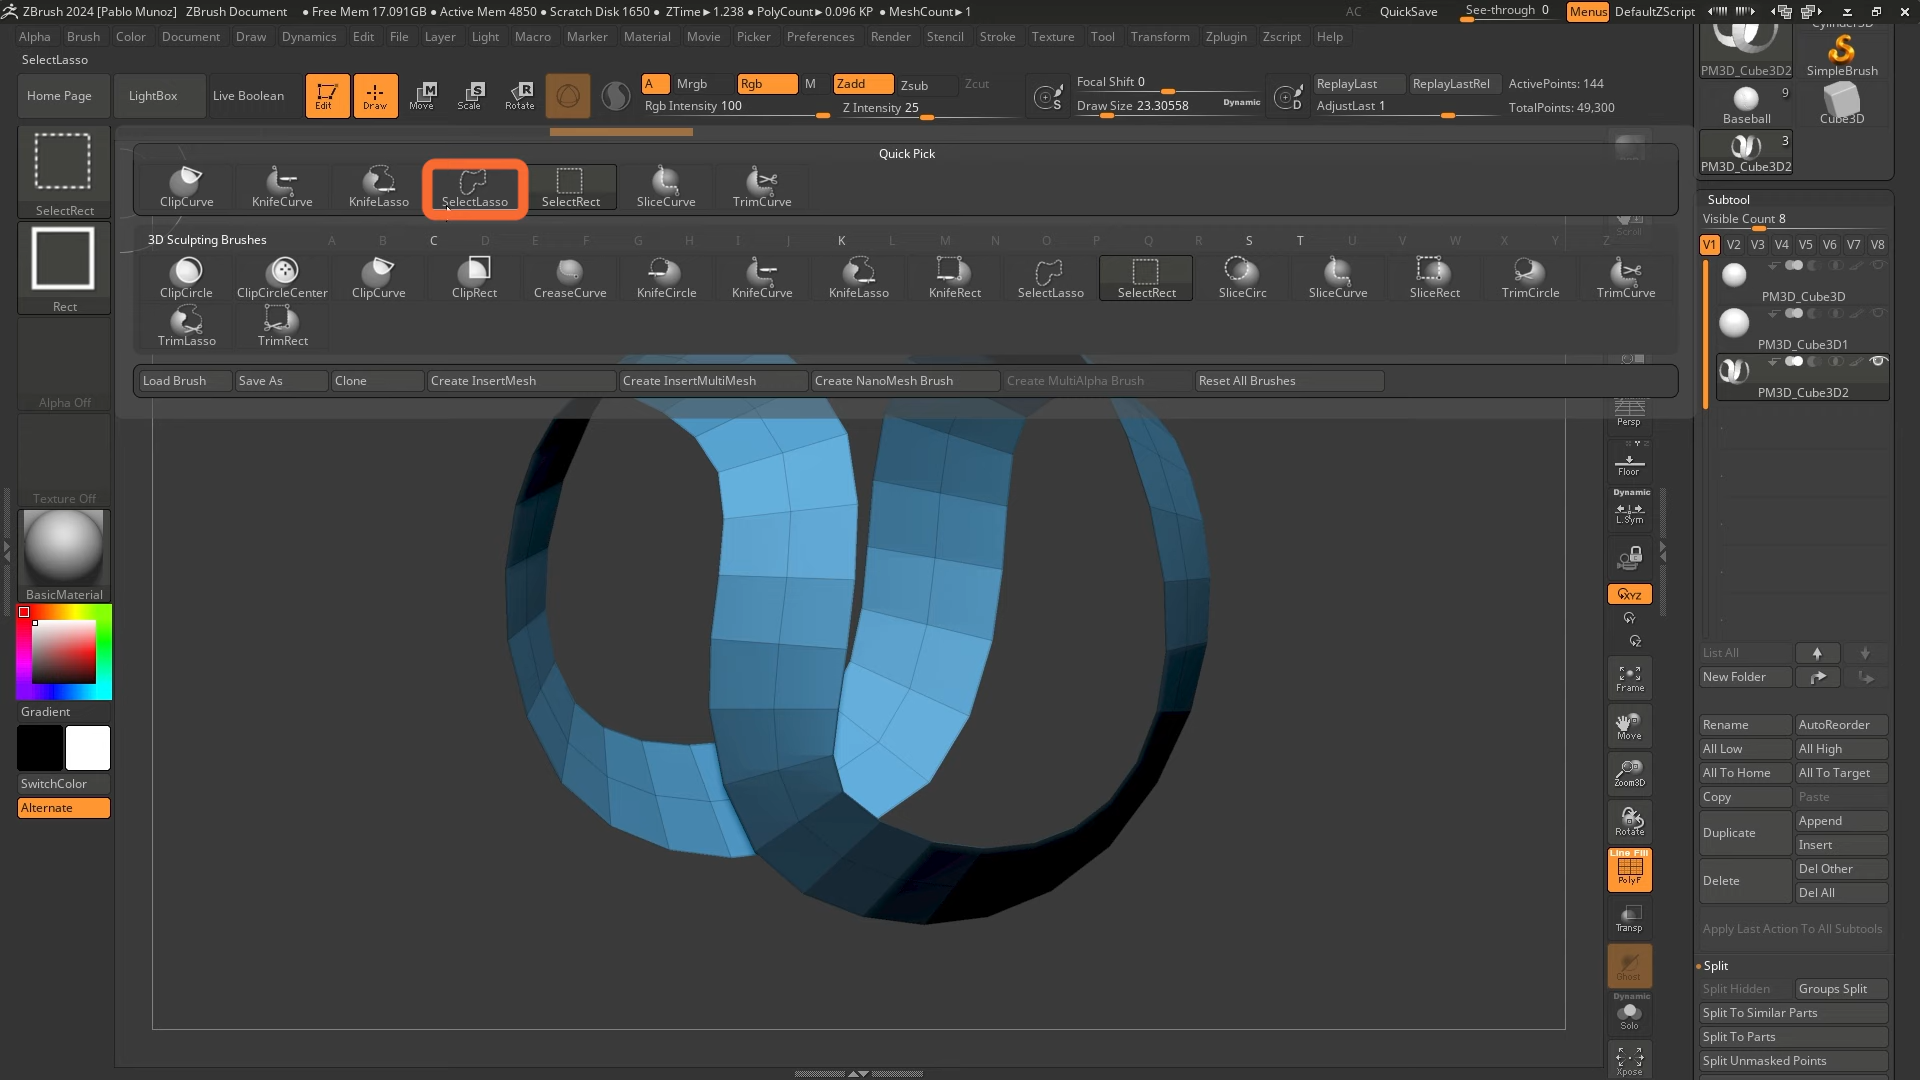 ZBrush 2024 [Pablo Munoz] ZBrush Document ● Free Mem 17.091GB ● Active Mem 4850 ● Scratch Disk 1650 ● ZTime►1.238 ● PolyCount►0.096 KP ● MeshCount►1 AC QuickSave See-through 0 Menus DefaultZScript
Alpha Brush Color Document Draw Dynamics Edit File Layer Light Macro Marker Material Movie Picker Preferences Render Stencil Stroke Texture Tool Transform Zplugin Zscript Help
SelectLasso
Home Page LightBox Live Boolean Edit Draw Move Scale Rotate
A Mrgb Rgb M Zadd Zsub Zcut
Rgb Intensity 100 Z Intensity 25
Focal Shift 0
Draw Size 23.30558 Dynamic
ReplayLast ReplayLastRel ActivePoints: 144
AdjustLast 1 TotalPoints: 49,300
PM3D_Cube3D2 SimpleBrush
9
Baseball Cube3D
3
PM3D_Cube3D2
SelectRect
Rect
Alpha Off
Texture Off
BasicMaterial
Gradient
SwitchColor
Alternate
Quick Pick
ClipCurve KnifeCurve KnifeLasso SelectLasso SelectRect SliceCurve TrimCurve
3D Sculpting Brushes A B C D E F G H I J K L M N O P Q R S T U V W X Y Z
ClipCircle ClipCircleCenter ClipCurve ClipRect CreaseCurve KnifeCircle KnifeCurve KnifeLasso KnifeRect SelectLasso SelectRect SliceCirc SliceCurve SliceRect TrimCircle TrimCurve
TrimLasso TrimRect
Load Brush Save As Clone Create InsertMesh Create InsertMultiMesh Create NanoMesh Brush Create MultiAlpha Brush Reset All Brushes
Scroll
Persp
Floor
Dynamic
L.Sym
XYZ
Y
Z
Frame
Move
Zoom3D
Rotate
Line Fill
PolyF
Transp
Ghost
Dynamic
Solo
Xpose
Subtool
Visible Count 8
V1 V2 V3 V4 V5 V6 V7 V8
PM3D_Cube3D
PM3D_Cube3D1
PM3D_Cube3D2
List All
New Folder
Rename AutoReorder
All Low All High
All To Home All To Target
Copy Paste
Duplicate Append
Insert
Delete Del Other
Del All
Apply Last Action To All Subtools
Split
Split Hidden Groups Split
Split To Similar Parts
Split To Parts
Split Unmasked Points